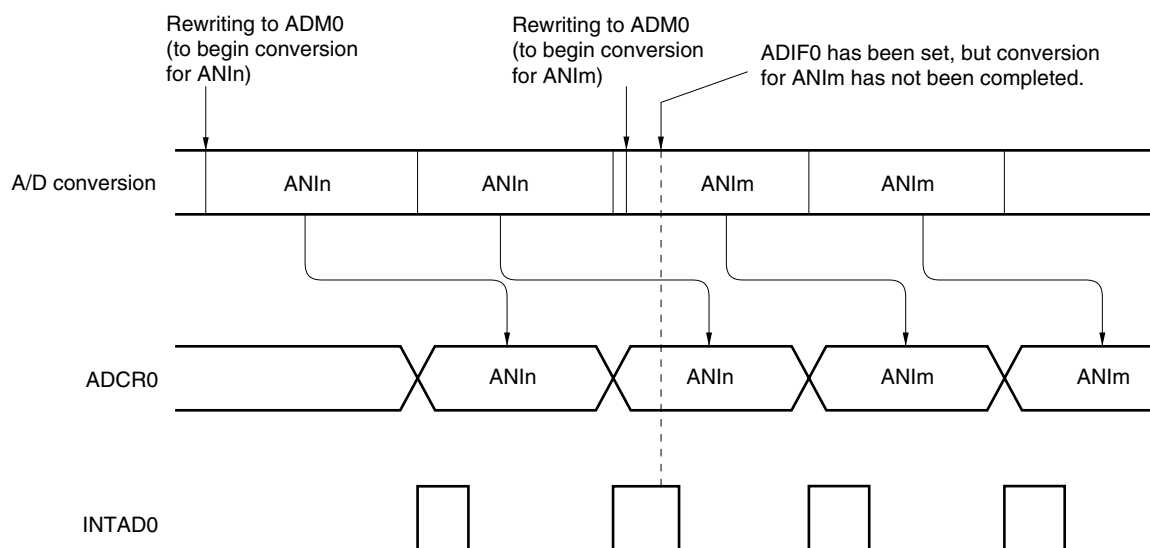 Rewriting to ADM0
(to begin conversion
for ANIn)
Rewriting to ADM0
(to begin conversion
for ANIm)
ADIF0 has been set, but conversion
for ANIm has not been completed.
A/D conversion
ANIn
ANIn
ANIm
ANIm
ADCR0
ANIn
ANIn
ANIm
ANIm
INTAD0